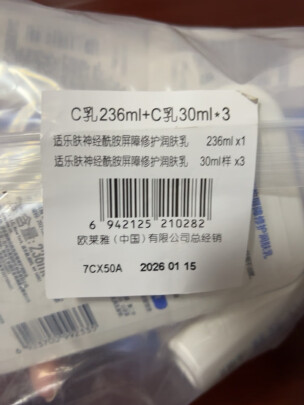 C乳236ml+C乳30ml*3
适乐肤神经酰胺屏障修护润肤乳 236ml x1
适乐肤神经酰胺屏障修护润肤乳 30ml样 x3
6 942125 210282
欧莱雅（中国）有限公司总经销
7CX50A 2026 01 15